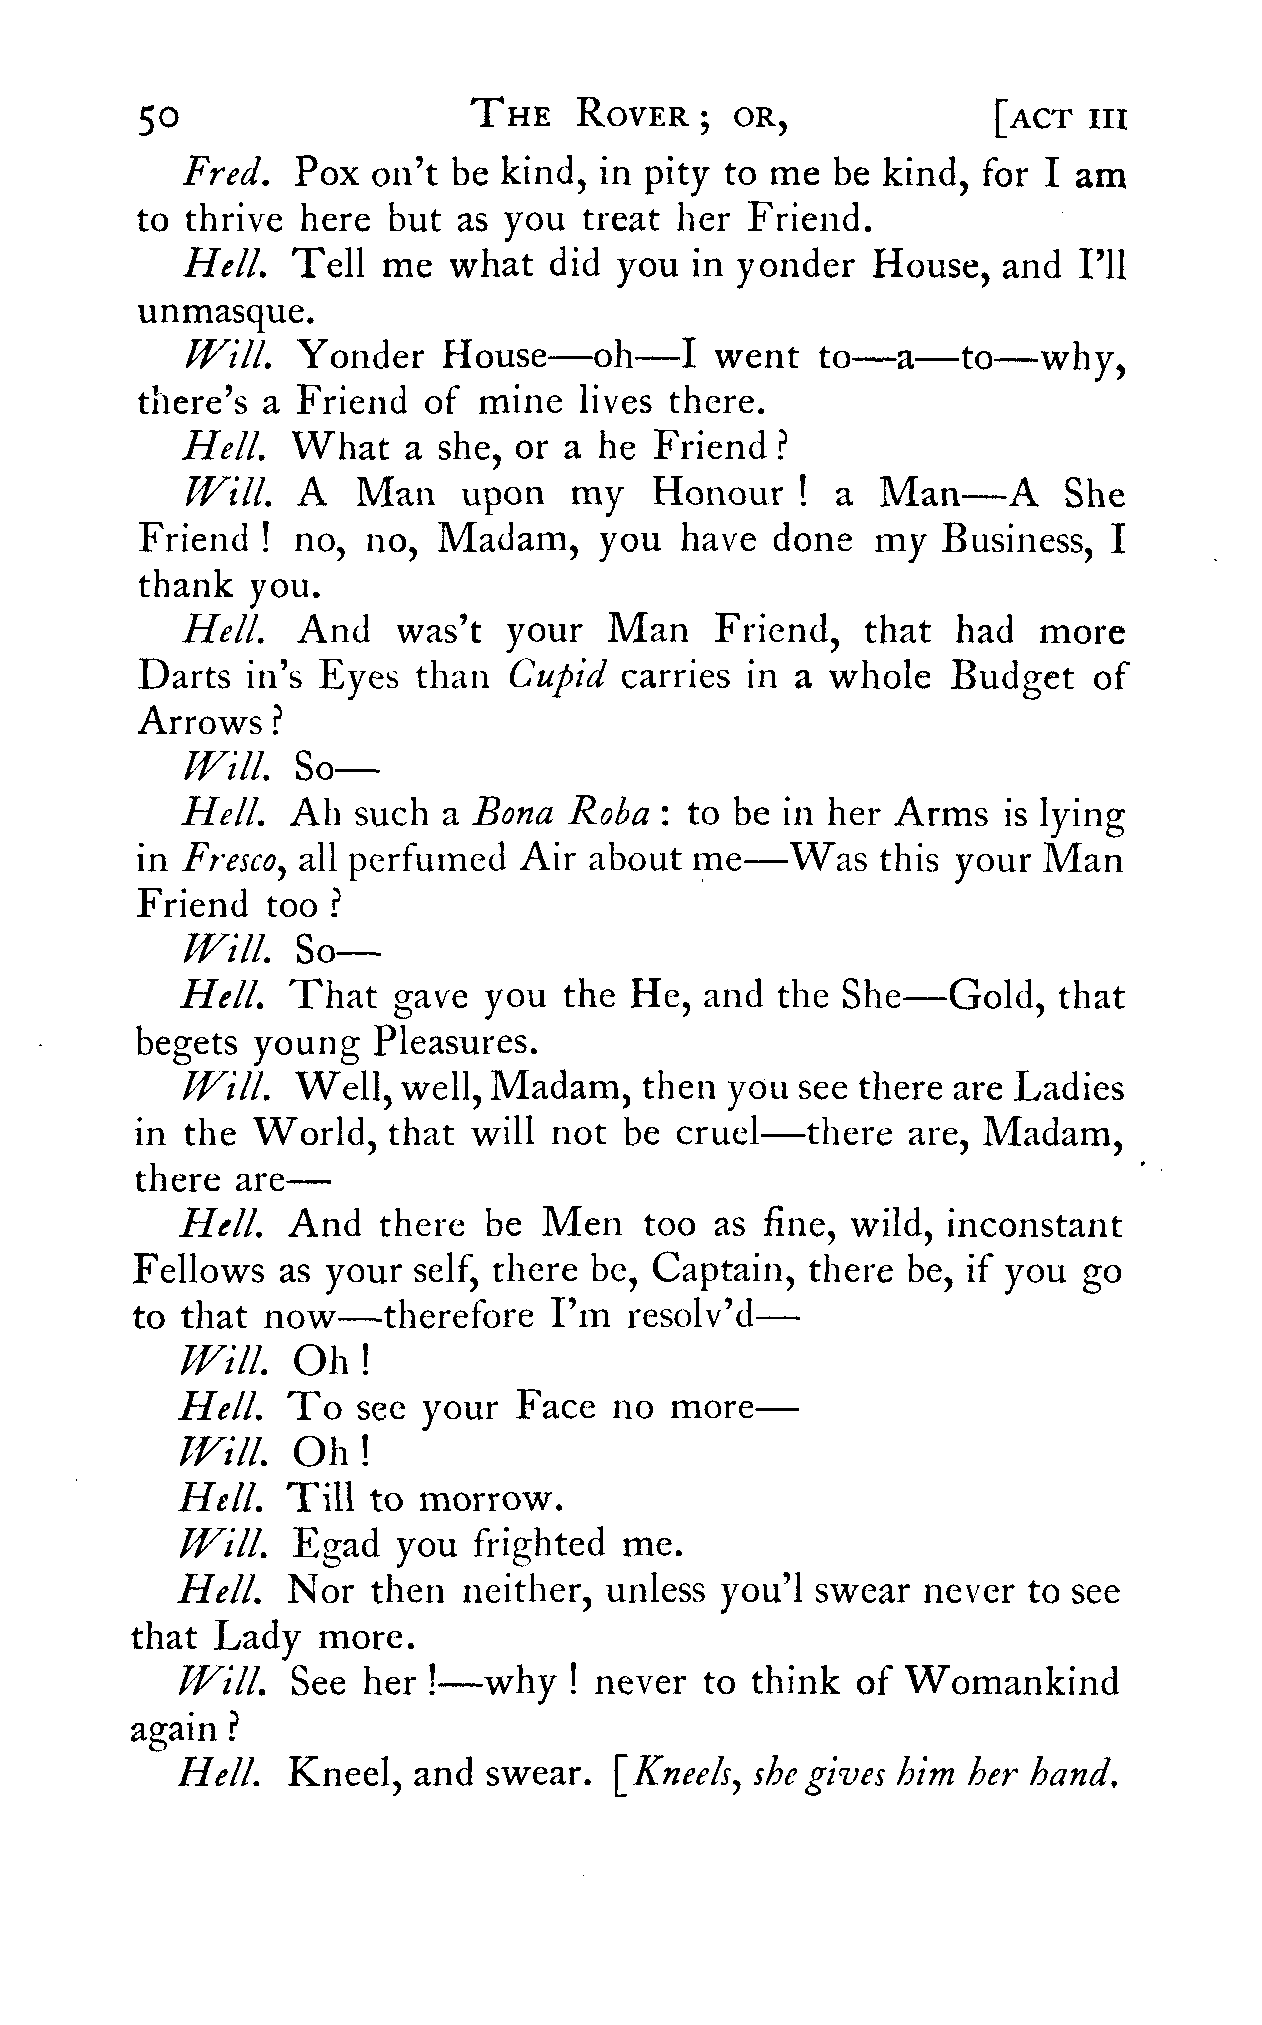 50 THE ROVER; OR, [ACT III
Fred. Pox on't be kind, in pity to me be kind, for I am
to thrive here but as you treat her Friend.
Hell. Tell me what did you in yonder House, and I'll
unmasque.
Will. Yonder House—oh—I went to—a—to—why,
there's a Friend of mine lives there.
Hell. What a she, or a he Friend?
Will. A Man upon my Honour! a Man—A She
Friend! no, no, Madam, you have done my Business, I
thank you.
Hell. And was't your Man Friend, that had more
Darts in's Eyes than Cupid carries in a whole Budget of
Arrows?
Will. So—
Hell. Ah such a Bona Roba: to be in her Arms is lying
in Fresco, all perfumed Air about me—Was this your Man
Friend too?
Will. So—
Hell. That gave you the He, and the She—Gold, that
begets young Pleasures.
Will. Well, well, Madam, then you see there are Ladies
in the World, that will not be cruel—there are, Madam,
there are—
Hell. And there be Men too as fine, wild, inconstant
Fellows as your self, there be, Captain, there be, if you go
to that now—therefore I'm resolv'd—
Will. Oh!
Hell. To see your Face no more—
Will. Oh!
Hell. Till to morrow.
Will. Egad you frighted me.
Hell. Nor then neither, unless you'l swear never to see
that Lady more.
Will. See her!—why! never to think of Womankind
again?
Hell. Kneel, and swear. [Kneels, she gives him her hand.